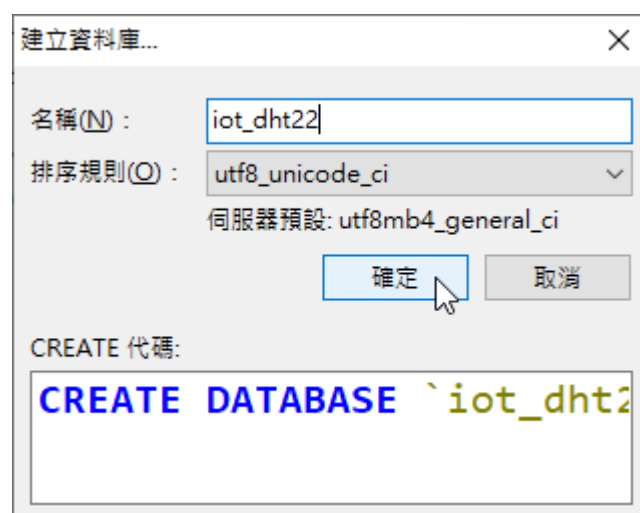 建立資料庫...
名稱(N)： iot_dht22
排序規則(O)： utf8_unicode_ci
伺服器預設: utf8mb4_general_ci
確定 取消
CREATE 代碼:
CREATE DATABASE `iot_dht2